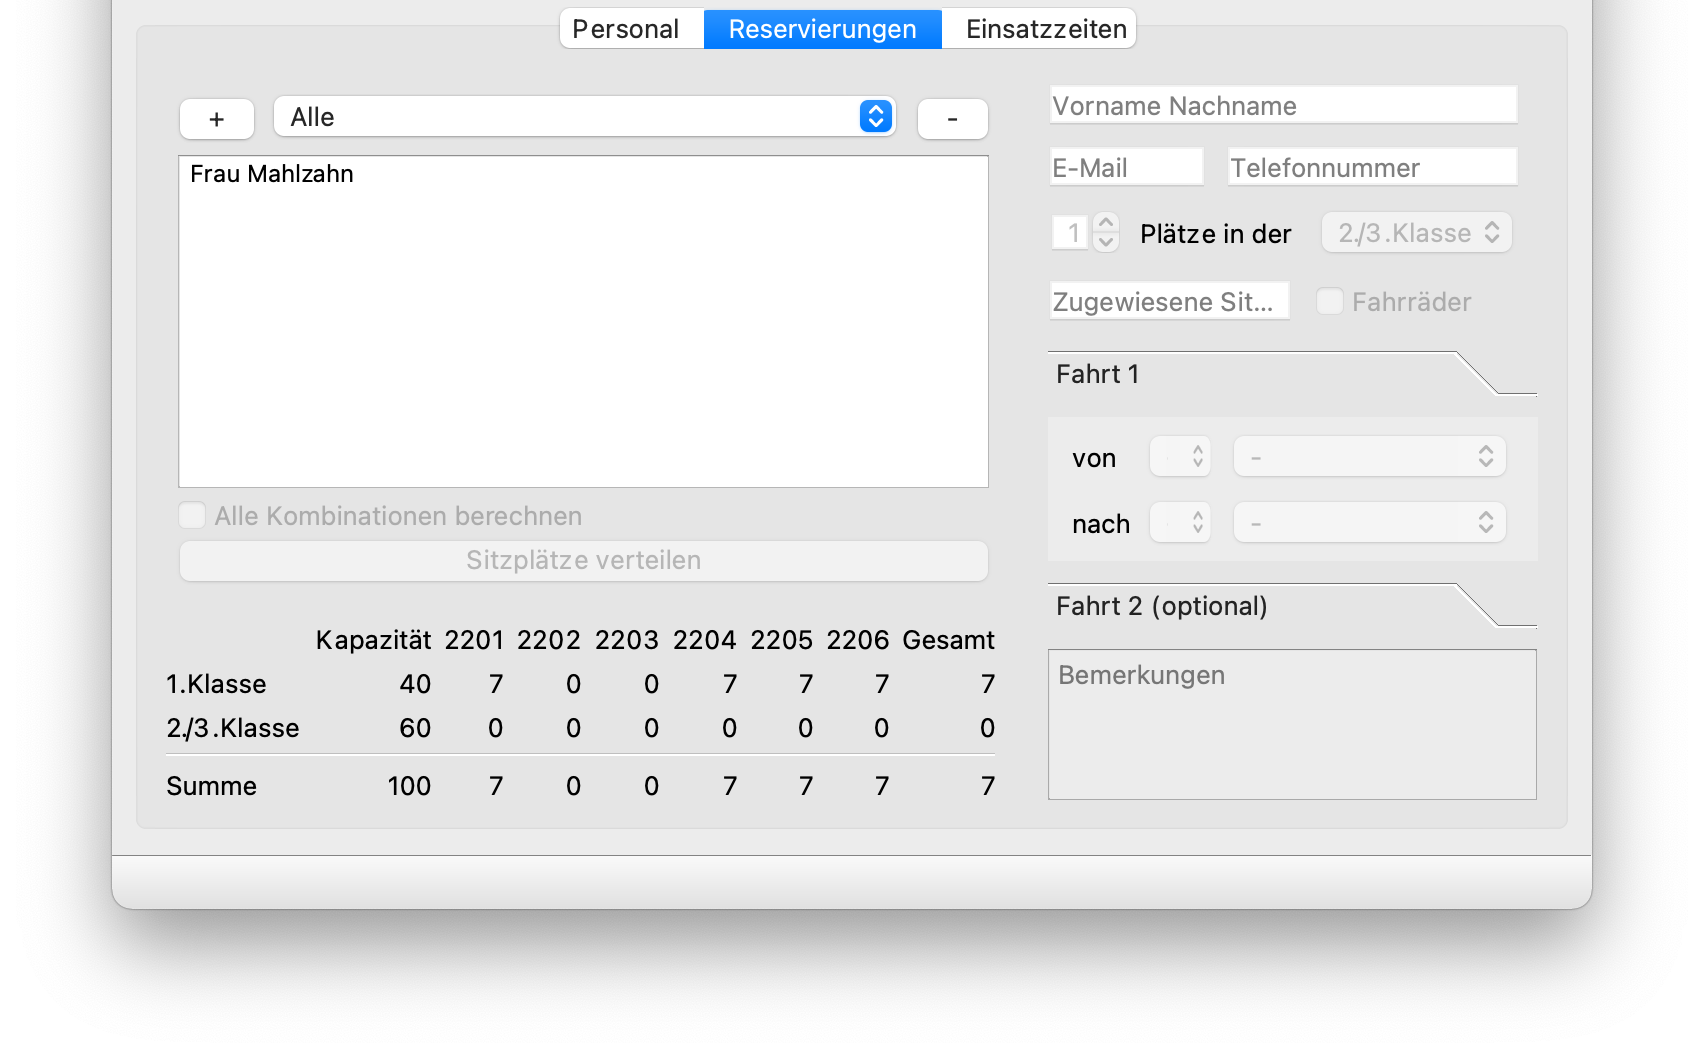 Personal Reservierungen Einsatzzeiten
+ Alle -
Frau Mahlzahn
Alle Kombinationen berechnen
Sitzplätze verteilen
Kapazität 2201 2202 2203 2204 2205 2206 Gesamt
1.Klasse 40 7 0 0 7 7 7 7
2./3.Klasse 60 0 0 0 0 0 0 0
Summe 100 7 0 0 7 7 7 7
Vorname Nachname
E-Mail Telefonnummer
1 Plätze in der 2./3.Klasse
Zugewiesene Sit... Fahrräder
Fahrt 1
von -
nach -
Fahrt 2 (optional)
Bemerkungen